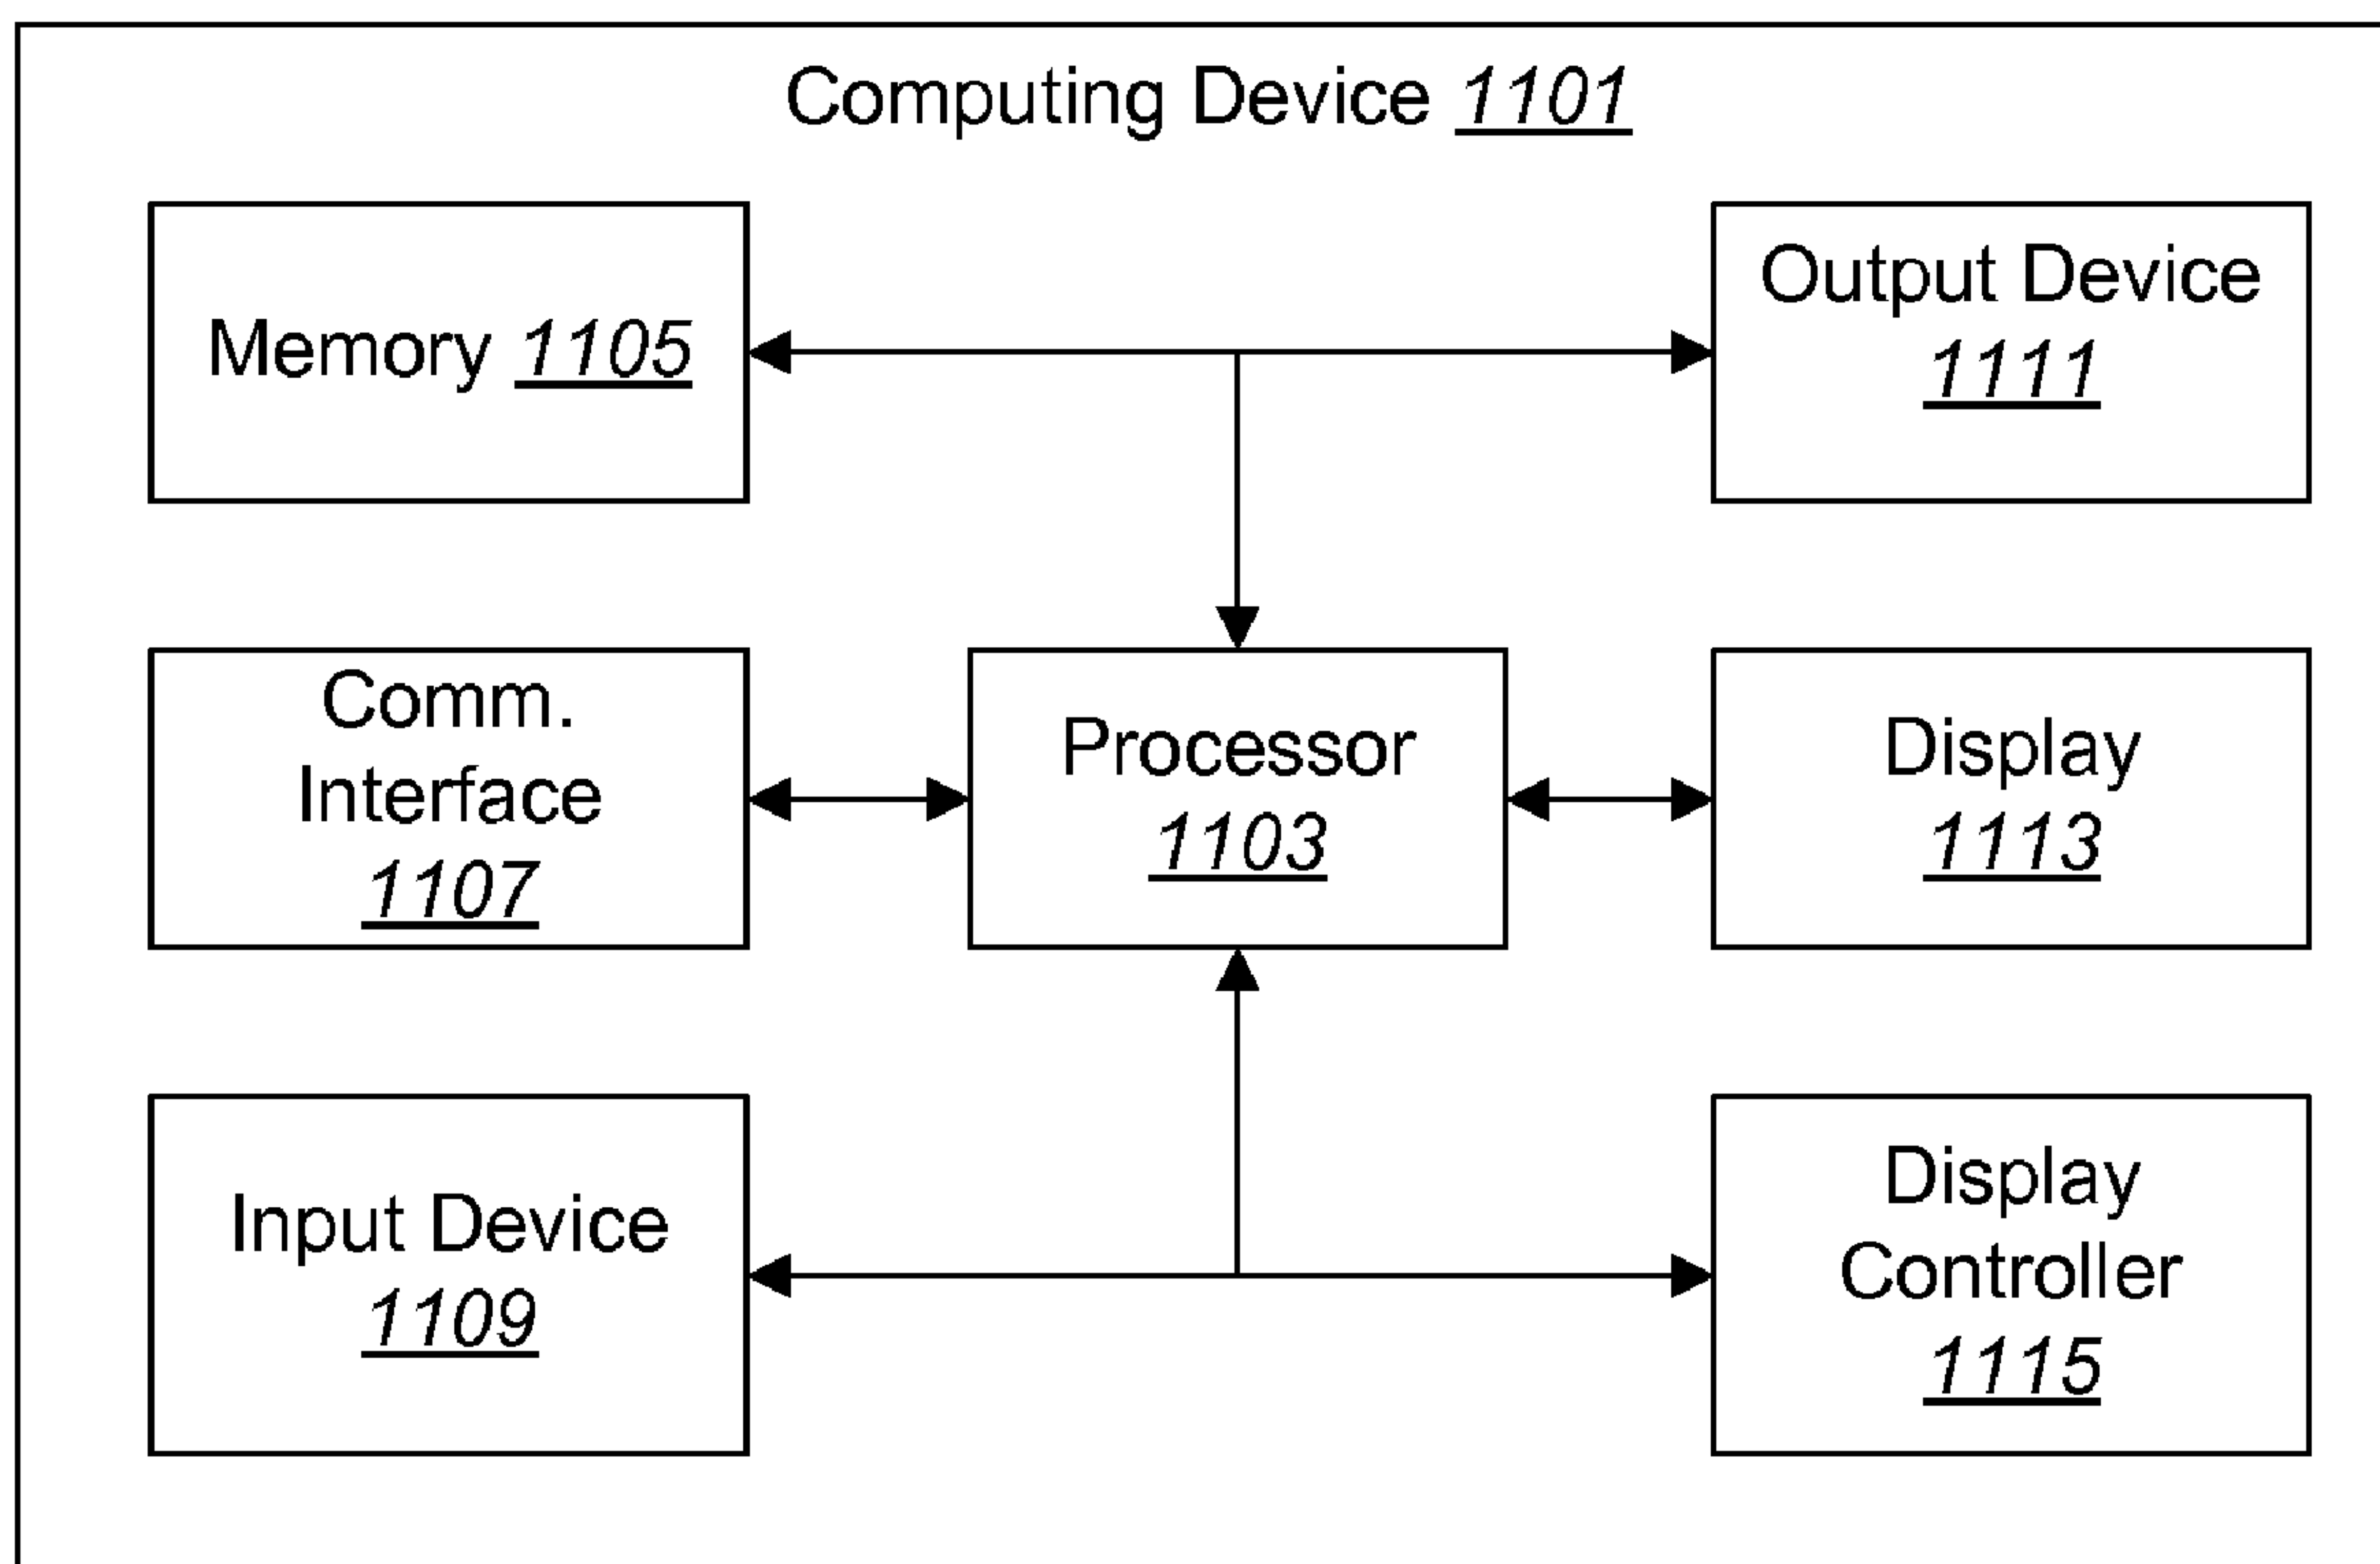 Computing Device 1101
Memory 1105
Output Device
1111
Comm.
Interface
1107
Processor
1103
Display
1113
Input Device
1109
Display
Controller
1115